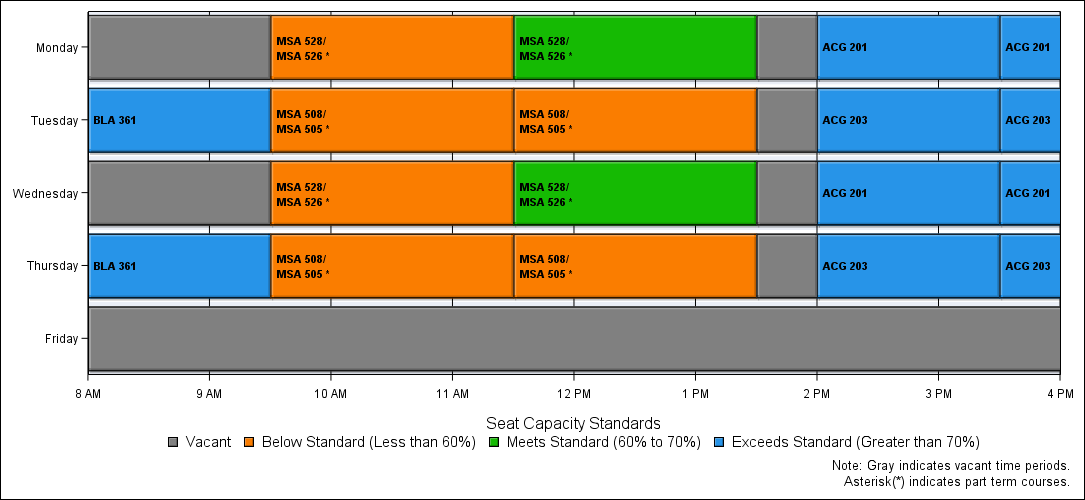 Monday
MSA 528/
MSA 526 *
MSA 528/
MSA 526 *
ACG 201
ACG 201
Tuesday
BLA 361
MSA 508/
MSA 505 *
MSA 508/
MSA 505 *
ACG 203
ACG 203
Wednesday
MSA 528/
MSA 526 *
MSA 528/
MSA 526 *
ACG 201
ACG 201
Thursday
BLA 361
MSA 508/
MSA 505 *
MSA 508/
MSA 505 *
ACG 203
ACG 203
Friday
8 AM 9 AM 10 AM 11 AM 12 PM 1 PM 2 PM 3 PM 4 PM
Seat Capacity Standards
Vacant Below Standard (Less than 60%) Meets Standard (60% to 70%) Exceeds Standard (Greater than 70%)
Note: Gray indicates vacant time periods.
Asterisk(*) indicates part term courses.